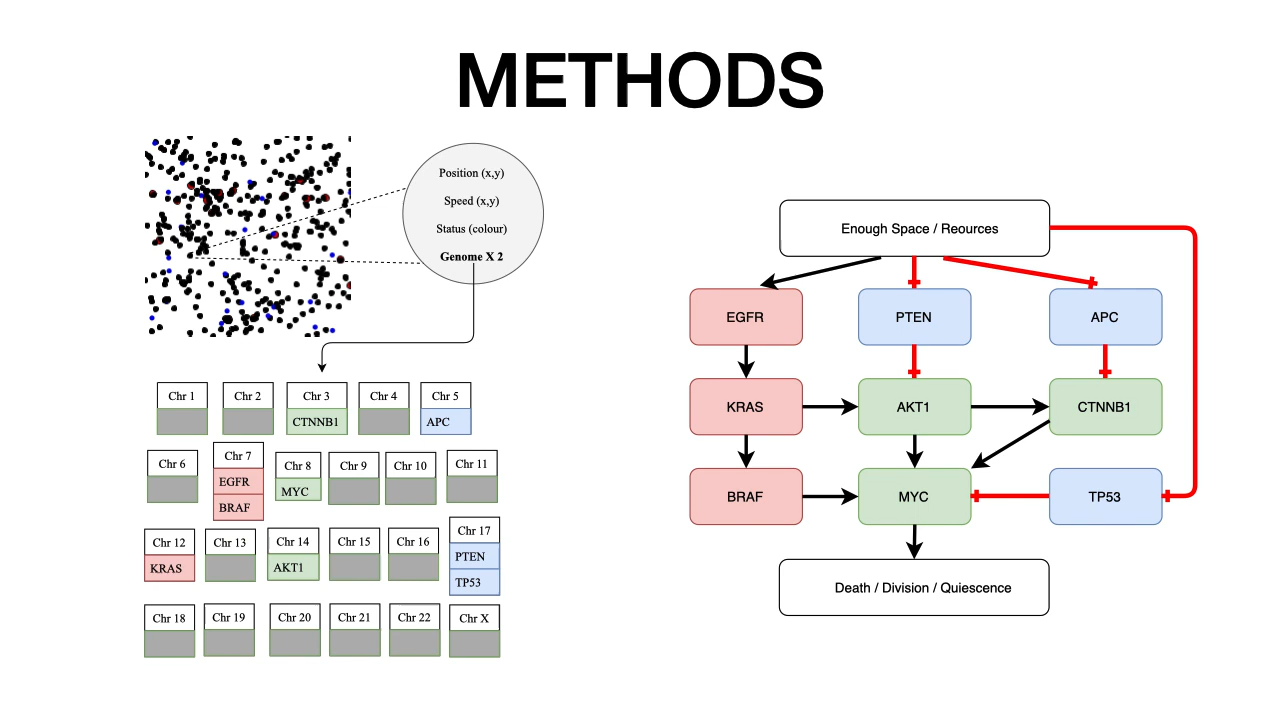 METHODS
Position (x,y)
Speed (x,y)
Status (colour)
Genome X 2
Chr 1
Chr 2
Chr 3
CTNNB1
Chr 4
Chr 5
APC
Chr 6
Chr 7
EGFR
BRAF
Chr 8
MYC
Chr 9
Chr 10
Chr 11
Chr 12
KRAS
Chr 13
Chr 14
AKT1
Chr 15
Chr 16
Chr 17
PTEN
TP53
Chr 18
Chr 19
Chr 20
Chr 21
Chr 22
Chr X
Enough Space / Reources
EGFR
PTEN
APC
KRAS
AKT1
CTNNB1
BRAF
MYC
TP53
Death / Division / Quiescence